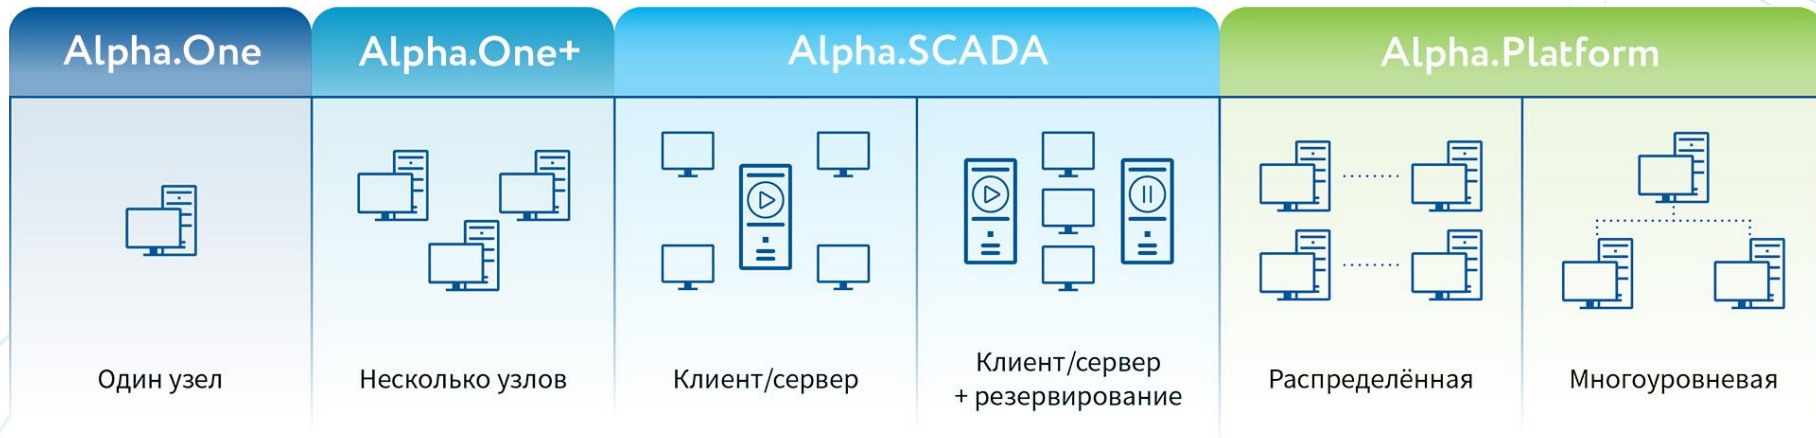 Alpha.One
Alpha.One+
Alpha.SCADA
Alpha.Platform
Один узел
Несколько узлов
Клиент/сервер
Клиент/сервер
+ резервирование
Распределённая
Многоуровневая